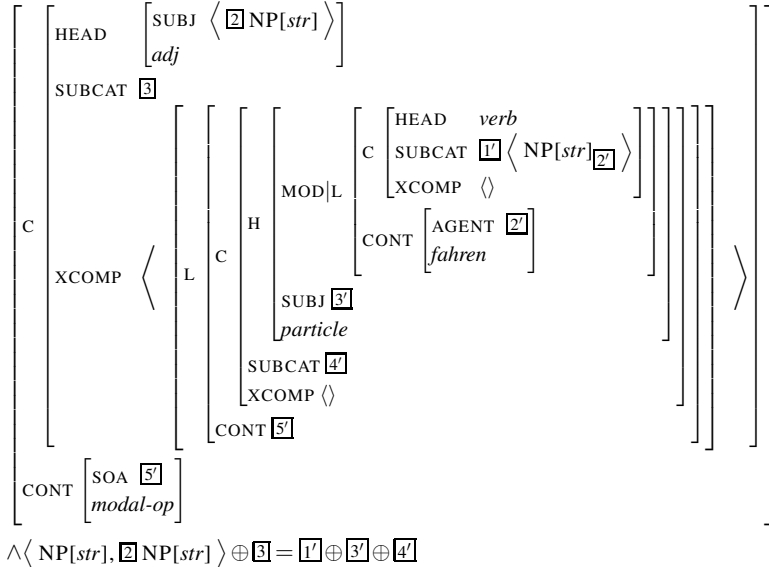 SUBJ ⟨ [2] NP[str] ⟩
HEAD
adj
SUBCAT [3]
HEAD verb
C SUBCAT [1′] ⟨ NP[str][2′] ⟩
MOD|L
XCOMP ⟨⟩
H
AGENT [2′]
C
CONT
C
fahren
XCOMP ⟨ L ⟩
SUBJ [3′]
particle
SUBCAT [4′]
XCOMP ⟨⟩
CONT [5′]
SOA [5′]
CONT
modal-op
∧⟨ NP[str], [2] NP[str] ⟩ ⊕ [3] = [1′] ⊕ [3′] ⊕ [4′]